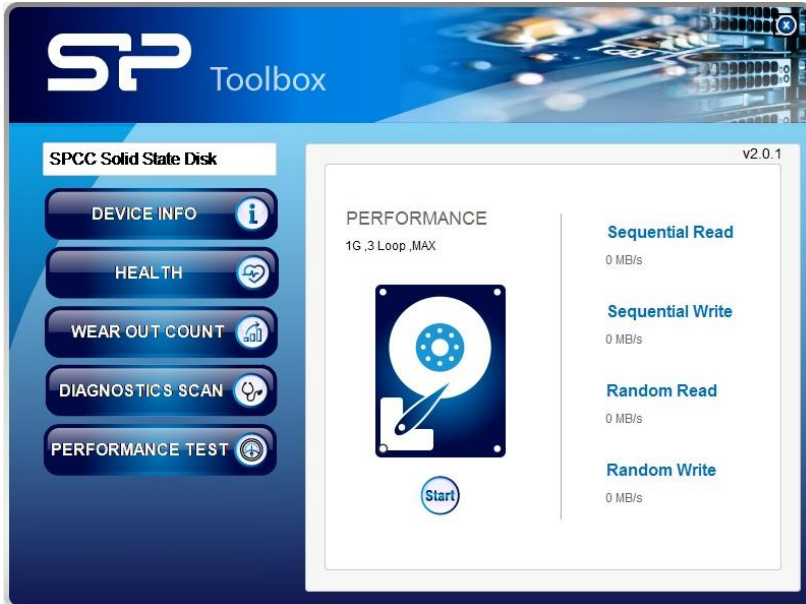 SP Toolbox
SPCC Solid State Disk
v2.0.1
DEVICE INFO
HEALTH
WEAR OUT COUNT
DIAGNOSTICS SCAN
PERFORMANCE TEST
PERFORMANCE
1G ,3 Loop ,MAX
Start
Sequential Read
0 MB/s
Sequential Write
0 MB/s
Random Read
0 MB/s
Random Write
0 MB/s